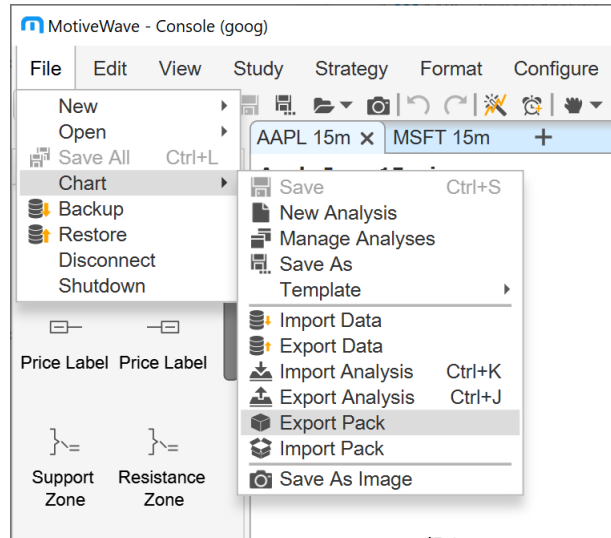 MotiveWave - Console (goog)
File Edit View Study Strategy Format Configure
New
Open
Save All Ctrl+L
Chart
Backup
Restore
Disconnect
Shutdown
AAPL 15m × MSFT 15m +
Save Ctrl+S
New Analysis
Manage Analyses
Save As
Template
Import Data
Export Data
Import Analysis Ctrl+K
Export Analysis Ctrl+J
Export Pack
Import Pack
Save As Image
Price Label Price Label
Support Zone
Resistance Zone